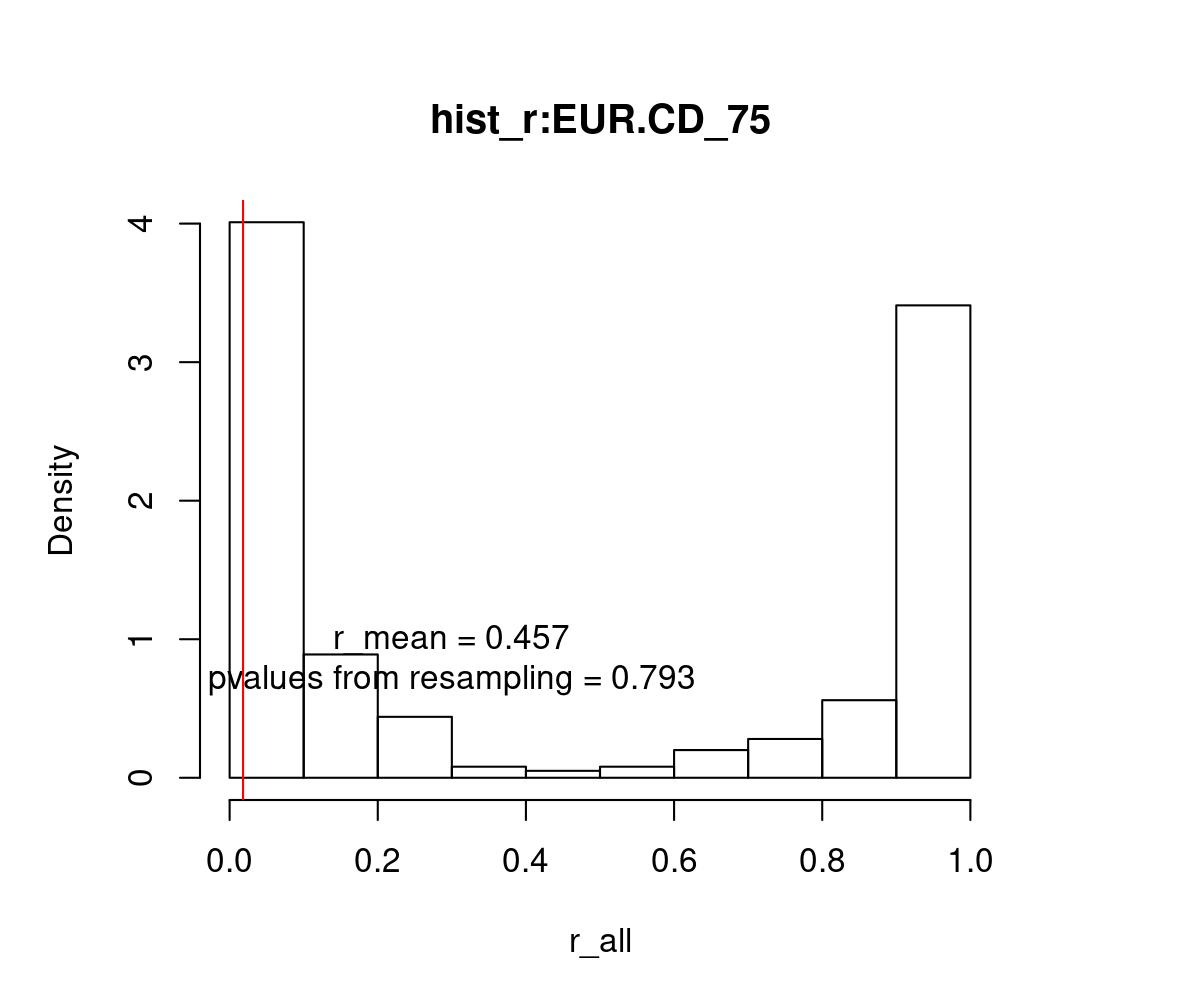 hist_r:EUR.CD_75
4
3
2
1
0
Density
r_mean = 0.457
pvalues from resampling = 0.793
0.0 0.2 0.4 0.6 0.8 1.0
r_all